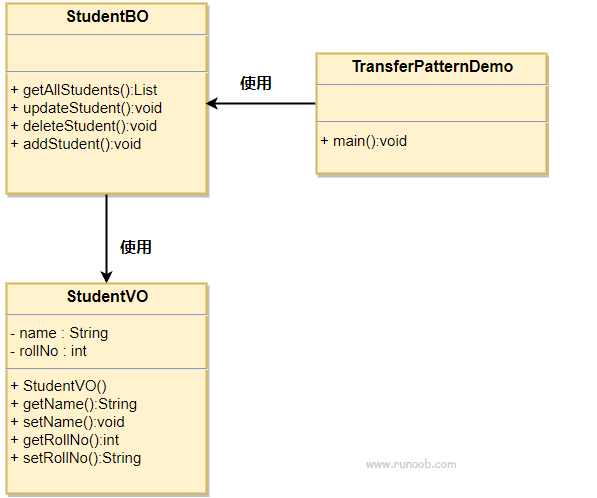 StudentBO
+ getAllStudents():List
+ updateStudent():void
+ deleteStudent():void
+ addStudent():void
使用
TransferPatternDemo
+ main():void
使用
StudentVO
- name : String
- rollNo : int
+ StudentVO()
+ getName():String
+ setName():void
+ getRollNo():int
+ setRollNo():String
www.runoob.com